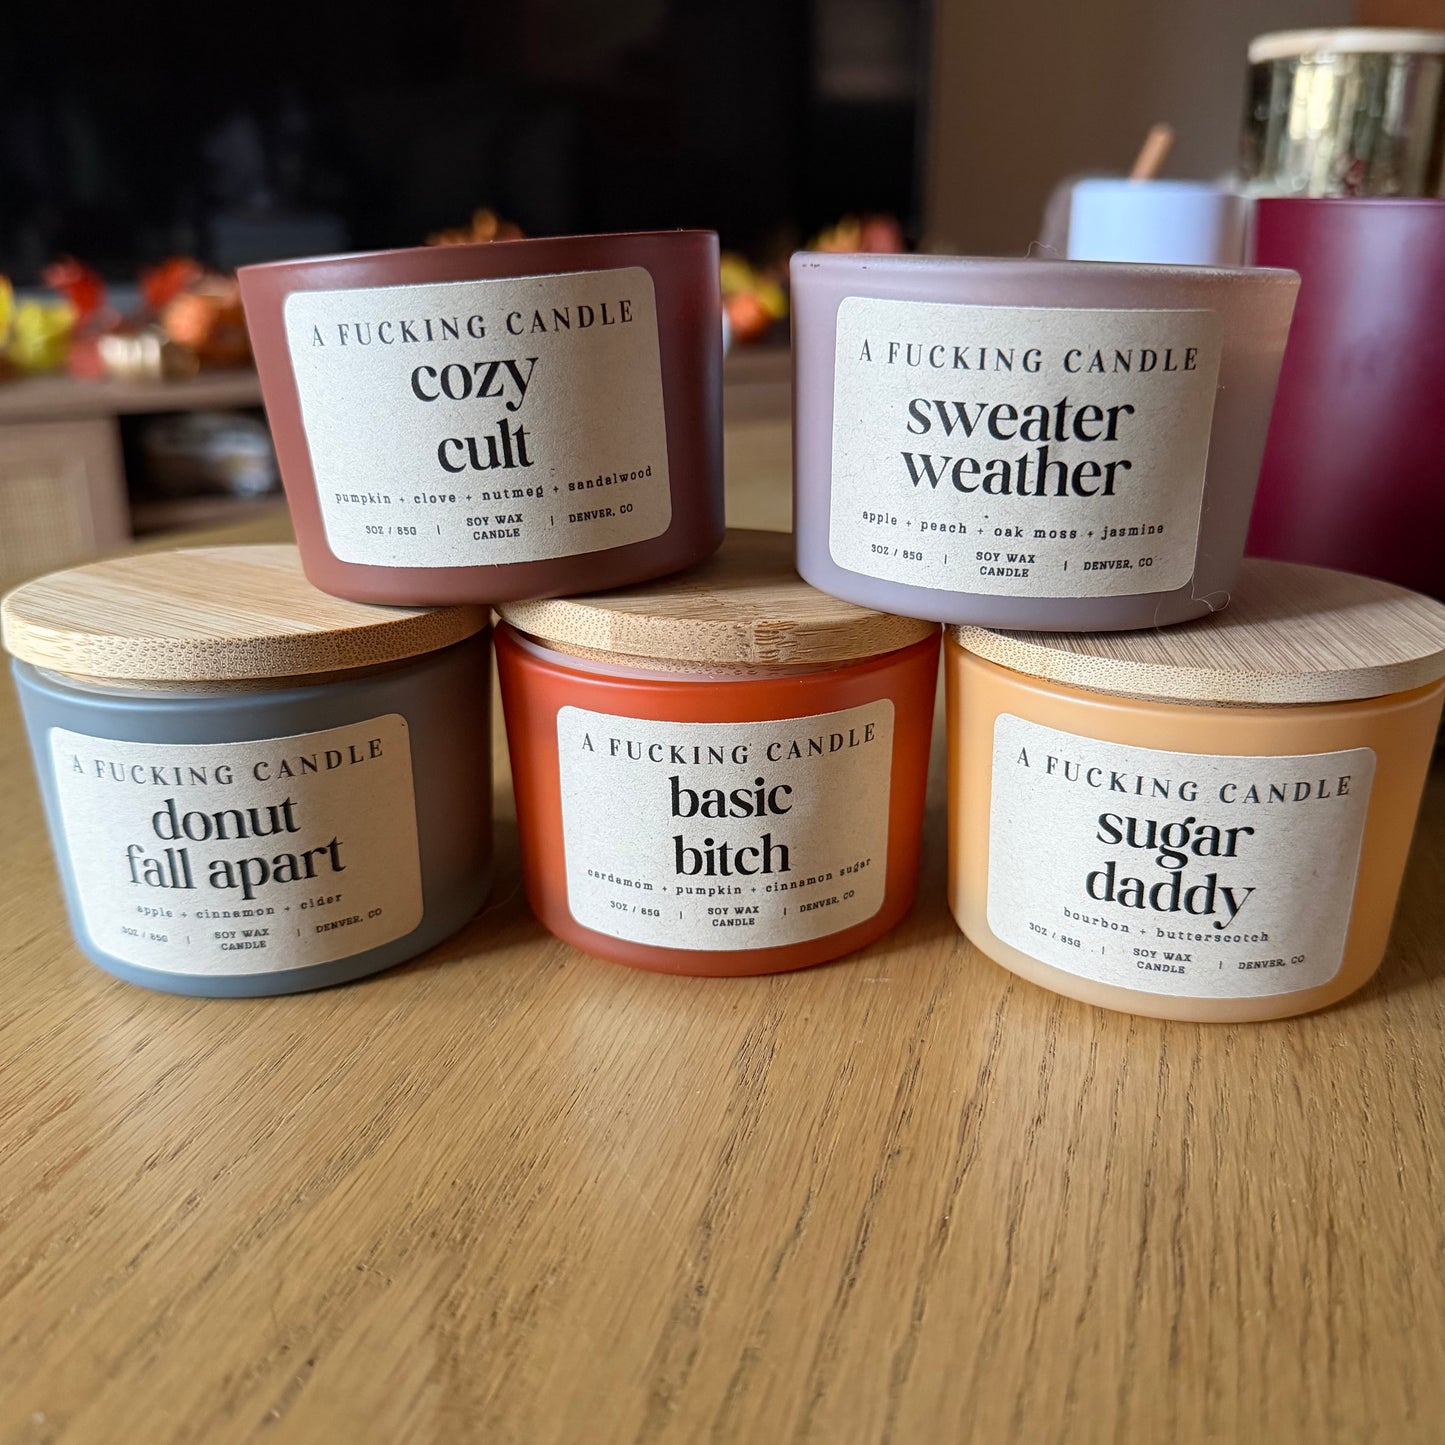 A FUCKING CANDLE
cozy
cult
pumpkin + clove + nutmeg + sandalwood
3OZ / 85G | SOY WAX CANDLE | DENVER, CO
A FUCKING CANDLE
sweater
weather
apple + peach + oak moss + jasmine
3OZ / 85G | SOY WAX CANDLE | DENVER, CO
A FUCKING CANDLE
donut
fall apart
apple + cinnamon + cider
3OZ / 85G | SOY WAX CANDLE | DENVER, CO
A FUCKING CANDLE
basic
bitch
cardamom + pumpkin + cinnamon sugar
3OZ / 85G | SOY WAX CANDLE | DENVER, CO
A FUCKING CANDLE
sugar
daddy
bourbon + butterscotch
3OZ / 85G | SOY WAX CANDLE | DENVER, CO